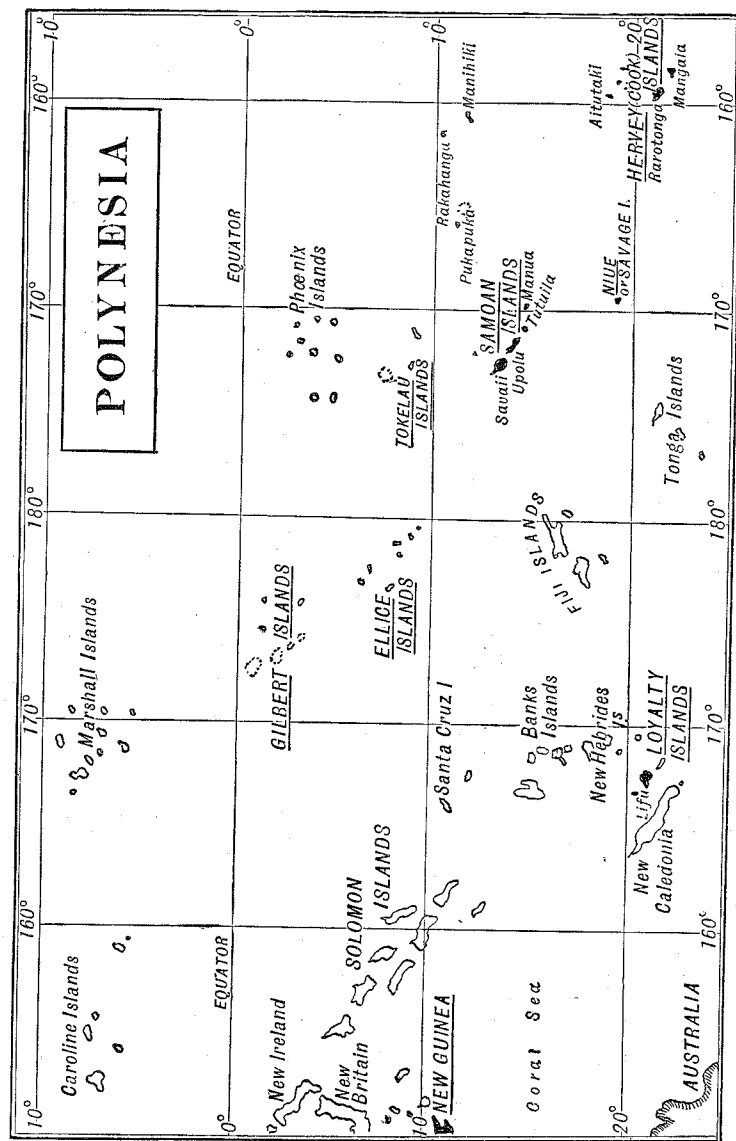 POLYNESIA
10°
160°
170°
180°
170°
160°
10°
Caroline Islands
Marshall Islands
0°
EQUATOR
EQUATOR
0°
New Ireland
New
Britain
SOLOMON
ISLANDS
GILBERT ISLANDS
Phœnix
Islands
ELLICE
ISLANDS
TOKELAU
ISLANDS
10°
10°
NEW GUINEA
Santa Cruz I
Rakahanga
Manihiki
Pukapuka
SAMOAN
ISLANDS
Savaii
Upolu
Manua
Tutuila
Coral Sea
Banks
Islands
New Hebrides
FIJI ISLANDS
NIUE
or SAVAGE I.
Aitutaki
HERVEY (COOK)
ISLANDS
Rarotonga
Mangaia
20°
20°
Lifu
LOYALTY
ISLANDS
New
Caledonia
Tonga Islands
AUSTRALIA
160°
170°
180°
170°
160°